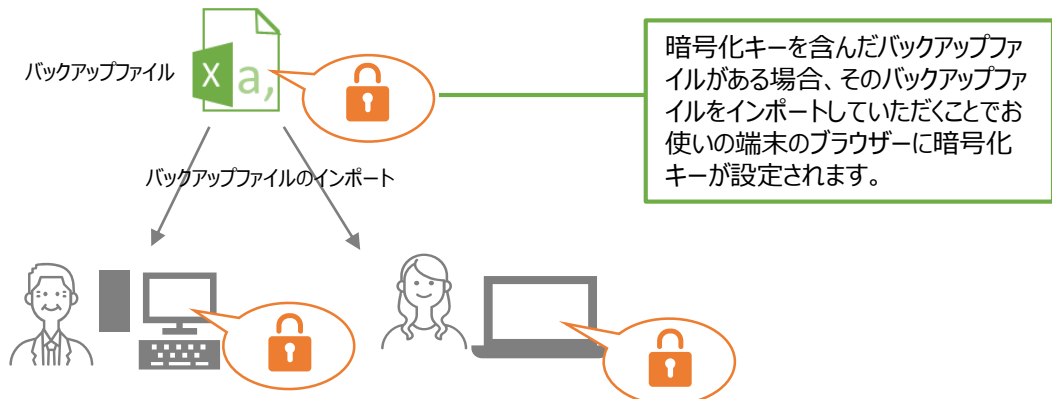 バックアップファイル
X a,
暗号化キーを含んだバックアップファ
イルがある場合、そのバックアップファ
イルをインポートしていただくことでお
使いの端末のブラウザーに暗号化
キーが設定されます。
バックアップファイルのインポート